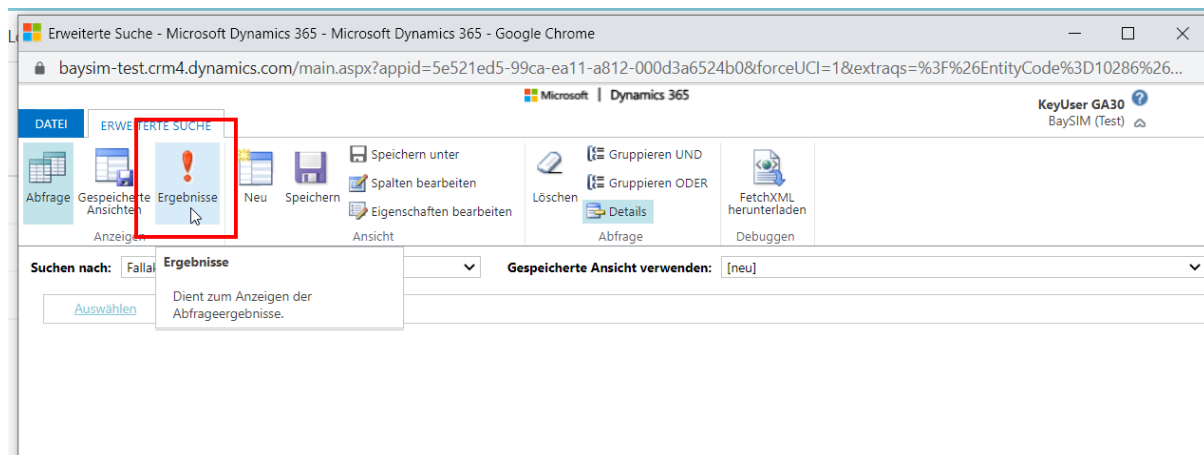 Erweiterte Suche - Microsoft Dynamics 365 - Microsoft Dynamics 365 - Google Chrome
baysim-test.crm4.dynamics.com/main.aspx?appid=5e521ed5-99ca-ea11-a812-000d3a6524b0&forceUCI=1&extraqs=%3F%26EntityCode%3D10286%26...
Microsoft | Dynamics 365
KeyUser GA30
BaySIM (Test)
DATEI ERWEITERTE SUCHE
Abfrage Gespeicherte Ansichten Ergebnisse Neu Speichern Löschen FetchXML herunterladen
Speichern unter
Spalten bearbeiten
Eigenschaften bearbeiten
Gruppieren UND
Gruppieren ODER
Details
Anzeigen Ansicht Abfrage Debuggen
Suchen nach: Gespeicherte Ansicht verwenden: [neu]
Auswählen
Ergebnisse
Dient zum Anzeigen der
Abfrageergebnisse.